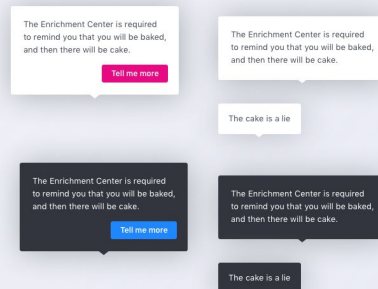 The Enrichment Center is required
to remind you that you will be baked,
and then there will be cake.
Tell me more
The Enrichment Center is required
to remind you that you will be baked,
and then there will be cake.
The cake is a lie
The Enrichment Center is required
to remind you that you will be baked,
and then there will be cake.
Tell me more
The Enrichment Center is required
to remind you that you will be baked,
and then there will be cake.
The cake is a lie